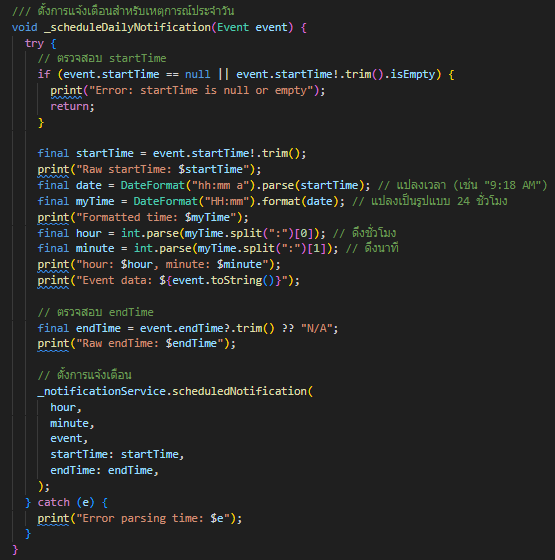 /// ตั้งการแจ้งเตือนสำหรับเหตุการณ์ประจำวัน
void _scheduleDailyNotification(Event event) {
  try {
    // ตรวจสอบ startTime
    if (event.startTime == null || event.startTime!.trim().isEmpty) {
      print("Error: startTime is null or empty");
      return;
    }

    final startTime = event.startTime!.trim();
    print("Raw startTime: $startTime");
    final date = DateFormat("hh:mm a").parse(startTime); // แปลงเวลา (เช่น "9:18 AM")
    final myTime = DateFormat("HH:mm").format(date); // แปลงเป็นรูปแบบ 24 ชั่วโมง
    print("Formatted time: $myTime");
    final hour = int.parse(myTime.split(":")[0]); // ดึงชั่วโมง
    final minute = int.parse(myTime.split(":")[1]); // ดึงนาที
    print("hour: $hour, minute: $minute");
    print("Event data: ${event.toString()}");

    // ตรวจสอบ endTime
    final endTime = event.endTime?.trim() ?? "N/A";
    print("Raw endTime: $endTime");

    // ตั้งการแจ้งเตือน
    _notificationService.scheduledNotification(
      hour,
      minute,
      event,
      startTime: startTime,
      endTime: endTime,
    );
  } catch (e) {
    print("Error parsing time: $e");
  }
}